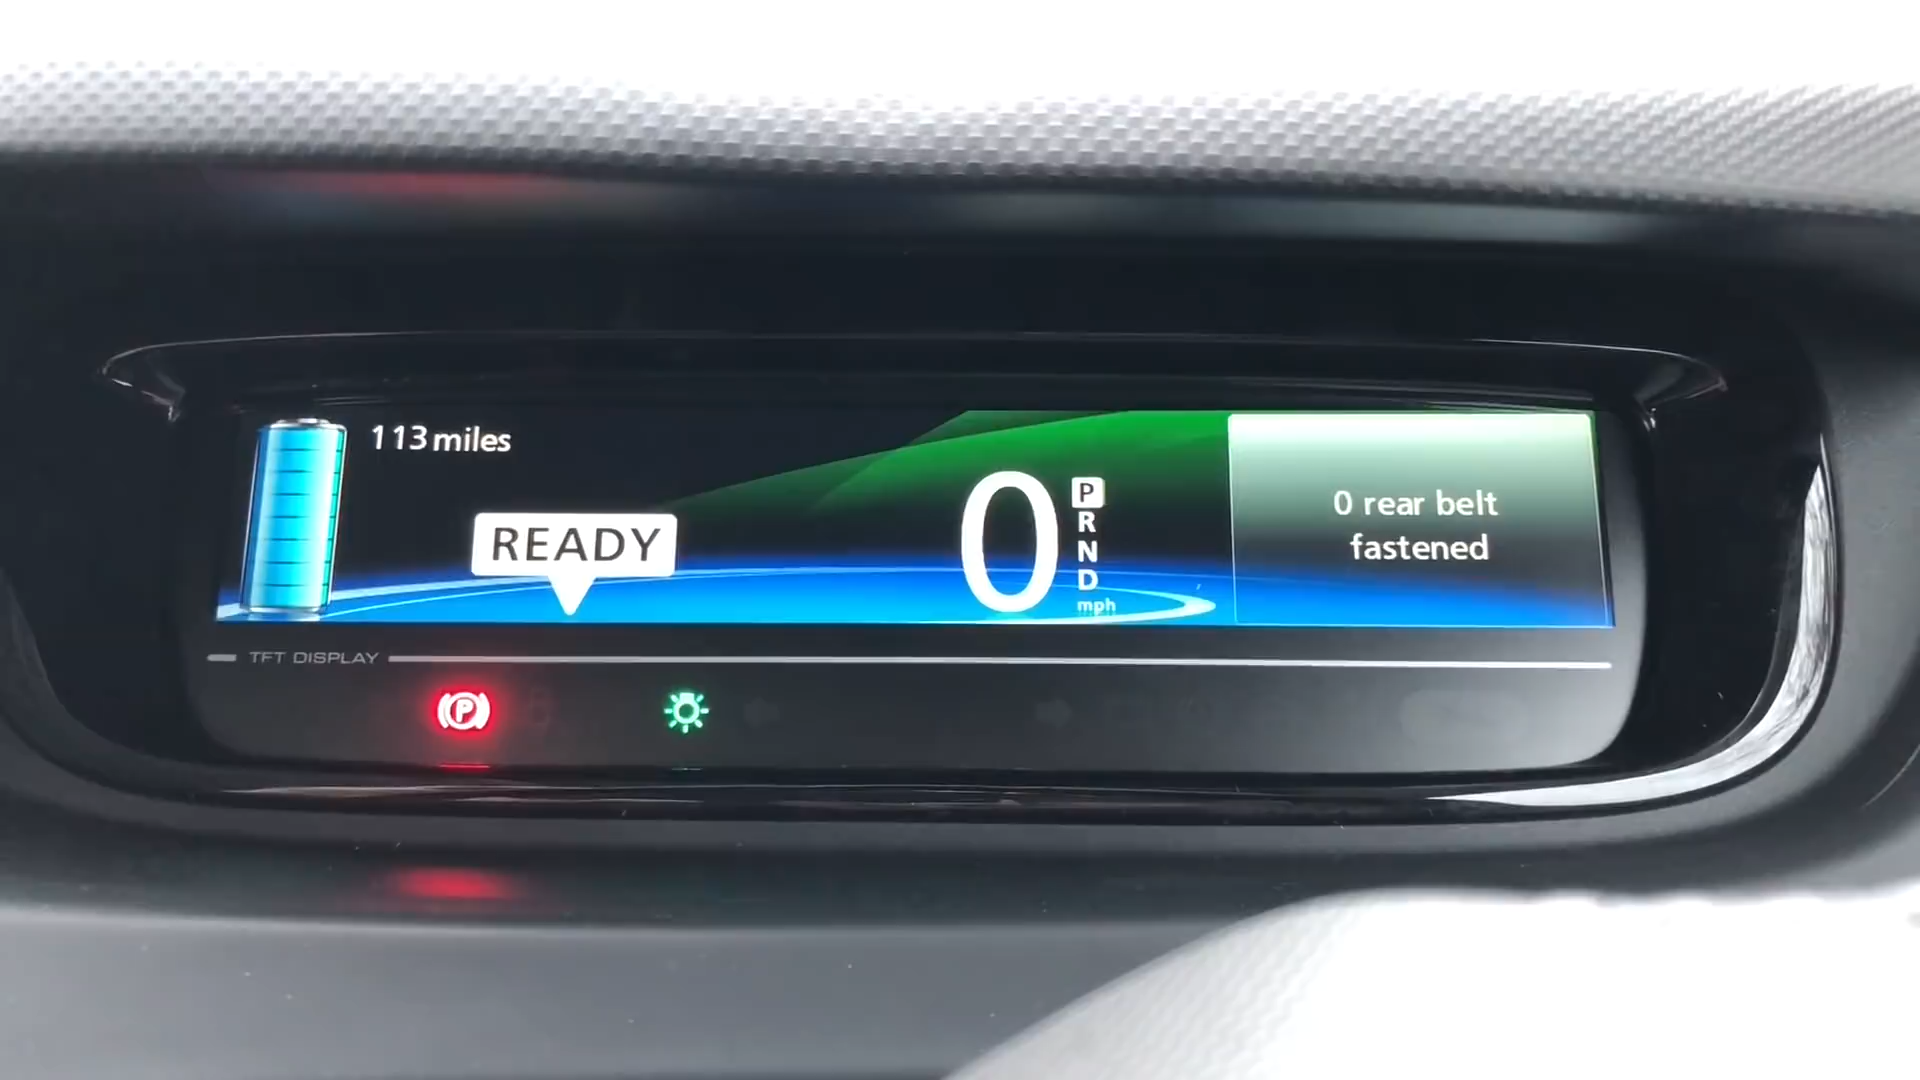 113 miles
READY
0
P
R
N
D
mph
0 rear belt
fastened
TFT DISPLAY
P